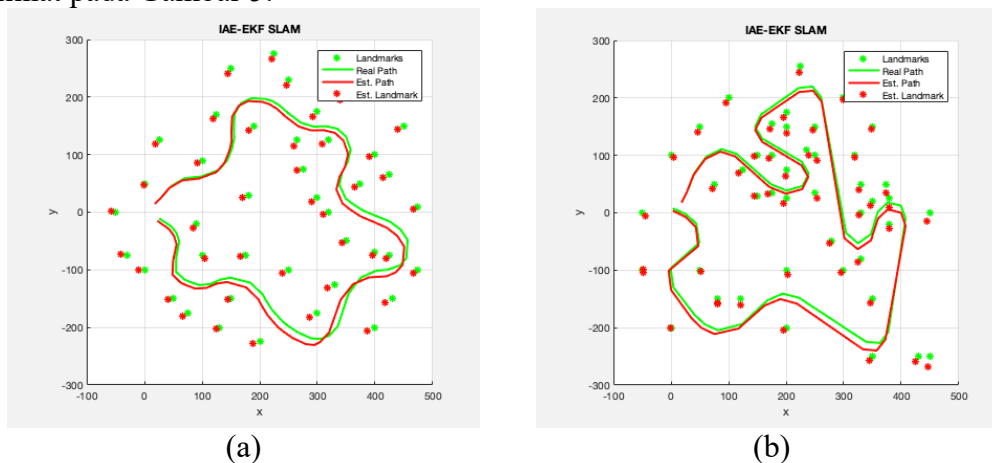 pada Gambar
IAE-EKF SLAM
Landmarks
Real Path
Est. Path
Est. Landmark
300
200
100
0
-100
-200
-300
y
-100 0 100 200 300 400 500
x
(a)
IAE-EKF SLAM
Landmarks
Real Path
Est. Path
Est. Landmark
300
200
100
0
-100
-200
-300
y
-100 0 100 200 300 400 500
x
(b)